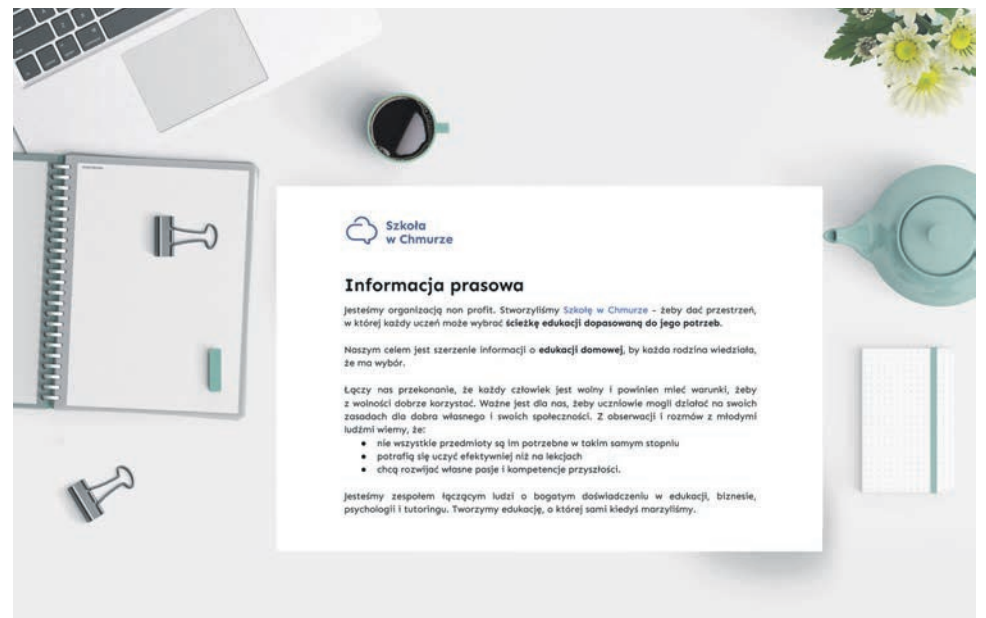 Szkoła
w Chmurze
Informacja prasowa
Jesteśmy organizacją non profit. Stworzyliśmy Szkołę w Chmurze - żeby dać przestrzeń,
w której każdy uczeń może wybrać ścieżkę edukacji dopasowaną do jego potrzeb.
Naszym celem jest szerzenie informacji o edukacji domowej, by każda rodzina wiedziała,
że ma wybór.
Łączy nas przekonanie, że każdy człowiek jest wolny i powinien mieć warunki, żeby
z wolności dobrze korzystać. Ważne jest dla nas, żeby uczniowie mogli działać na swoich
zasadach dla dobra własnego i swoich społeczności. Z obserwacji i rozmów z młodymi
ludźmi wiemy, że:
● nie wszystkie przedmioty są im potrzebne w takim samym stopniu
● potrafią się uczyć efektywniej niż na lekcjach
● chcą rozwijać własne pasje i kompetencje przyszłości.
Jesteśmy zespołem łączącym ludzi o bogatym doświadczeniu w edukacji, biznesie,
psychologii i tutoringu. Tworzymy edukację, o której sami kiedyś marzyliśmy.